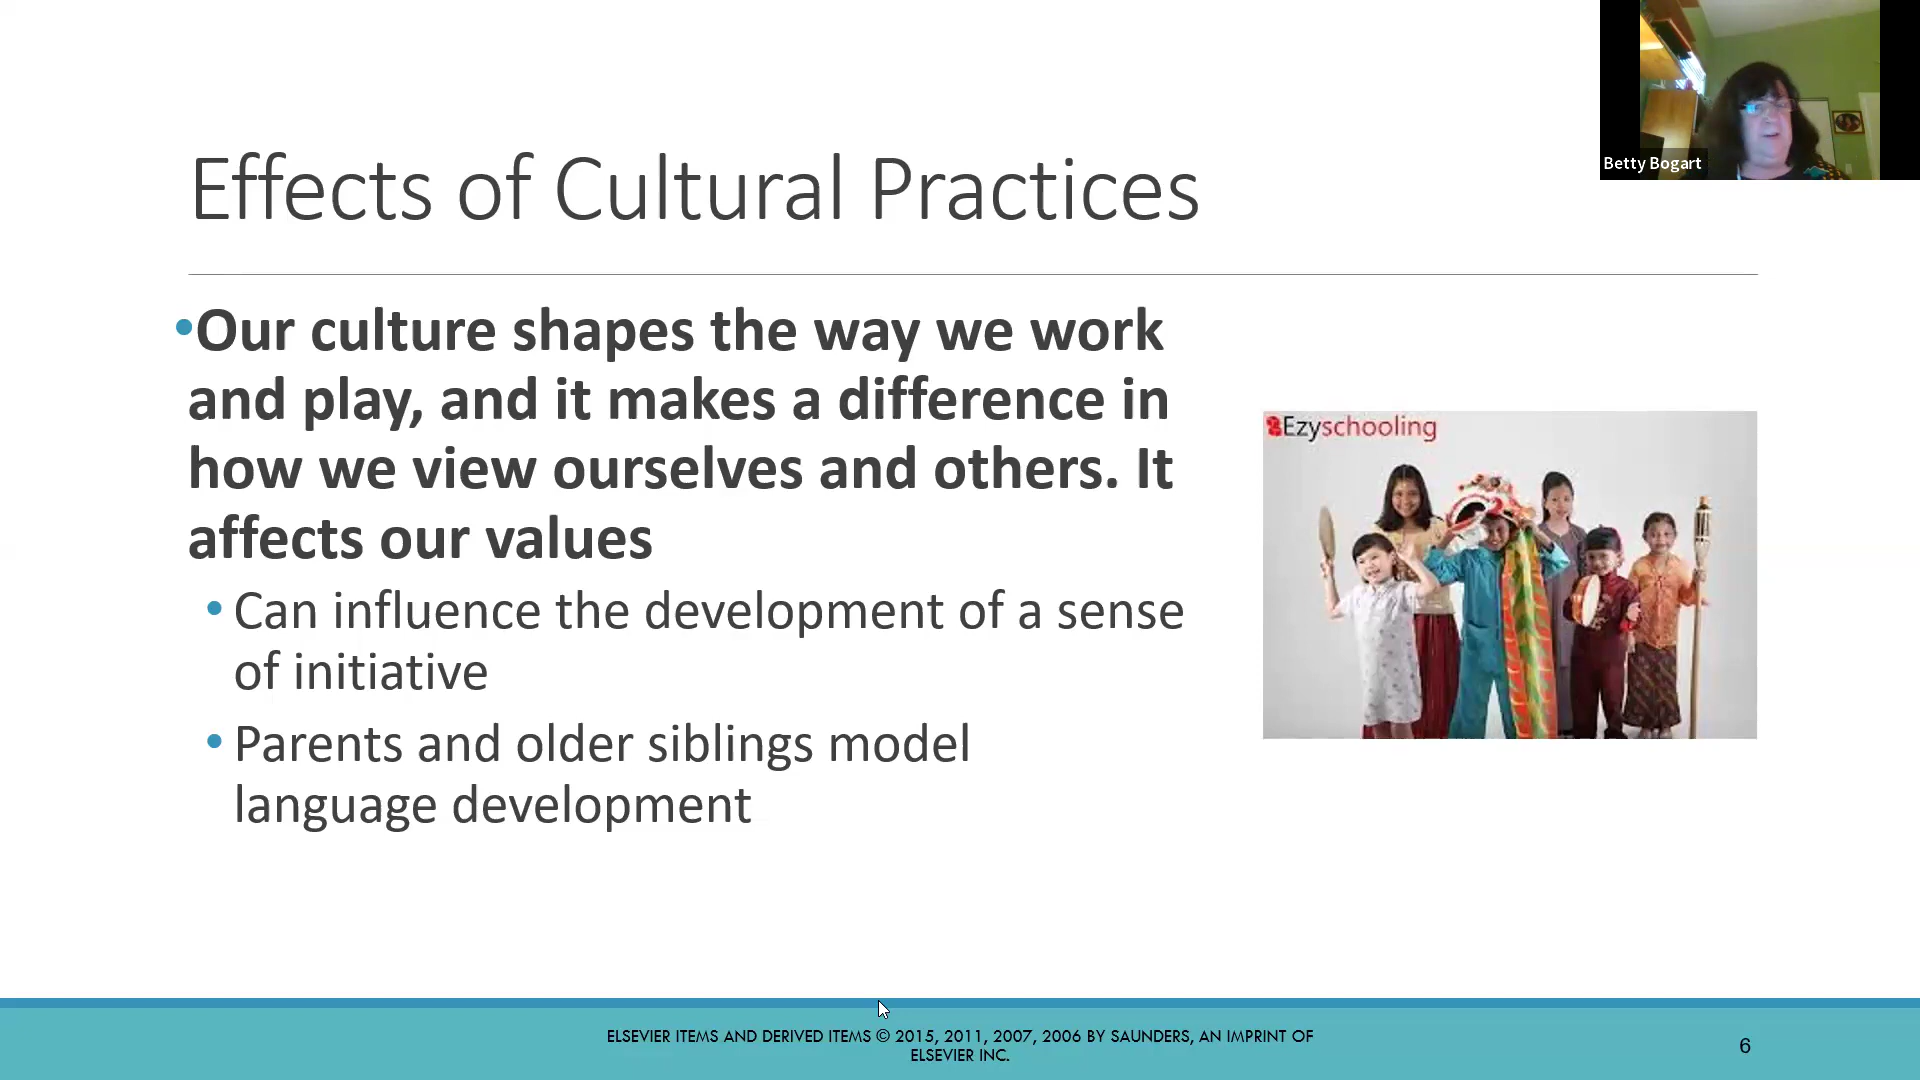 Effects of Cultural Practices
Betty Bogart
•Our culture shapes the way we work
and play, and it makes a difference in
how we view ourselves and others. It
affects our values
• Can influence the development of a sense
of initiative
• Parents and older siblings model
language development
Ezyschooling
ELSEVIER ITEMS AND DERIVED ITEMS © 2015, 2011, 2007, 2006 BY SAUNDERS, AN IMPRINT OF
ELSEVIER INC.
6